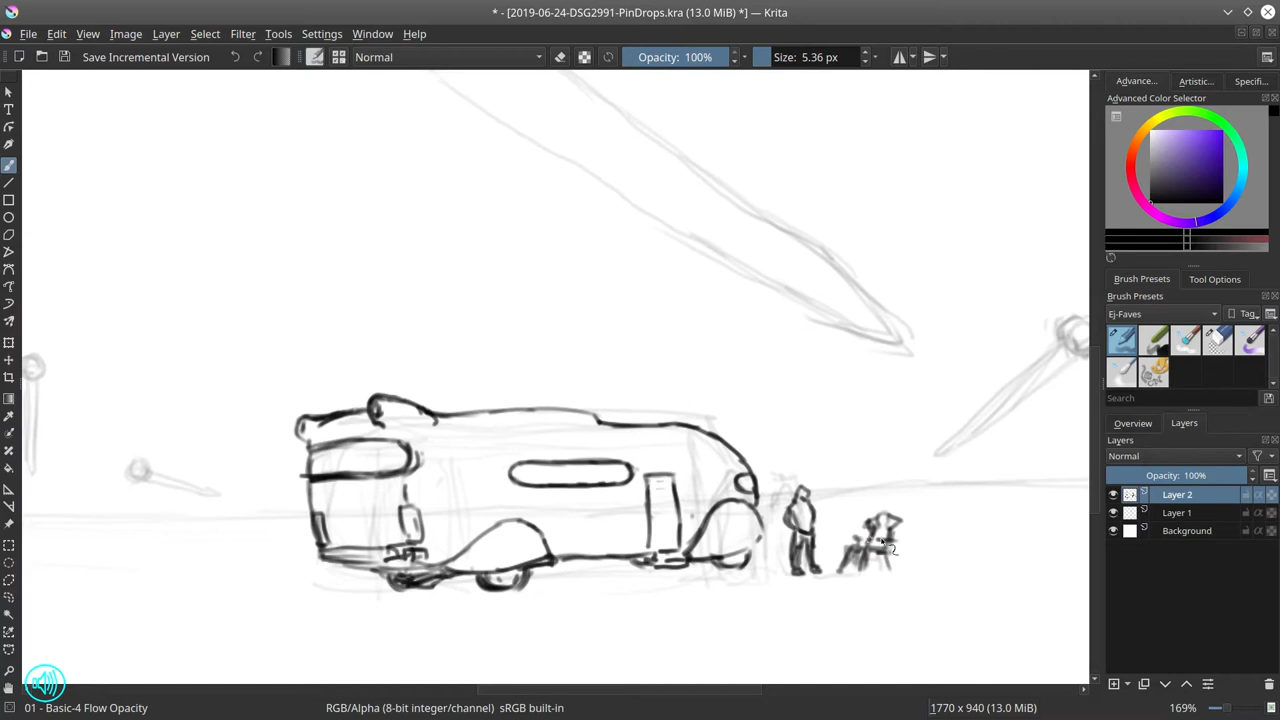 * - [2019-06-24-DSG2991-PinDrops.kra (13.0 MiB) *] — Krita
File Edit View Image Layer Select Filter Tools Settings Window Help
Save Incremental Version Normal Opacity: 100% Size: 5.36 px
Advance... Artistic... Specifi...
Advanced Color Selector
Brush Presets Tool Options
Brush Presets
Ej-Faves Tag
Search
Overview Layers
Layers
Normal
Opacity: 100%
Layer 2
Layer 1
Background
01 - Basic-4 Flow Opacity RGB/Alpha (8-bit integer/channel) sRGB built-in 1770 x 940 (13.0 MiB) 169%